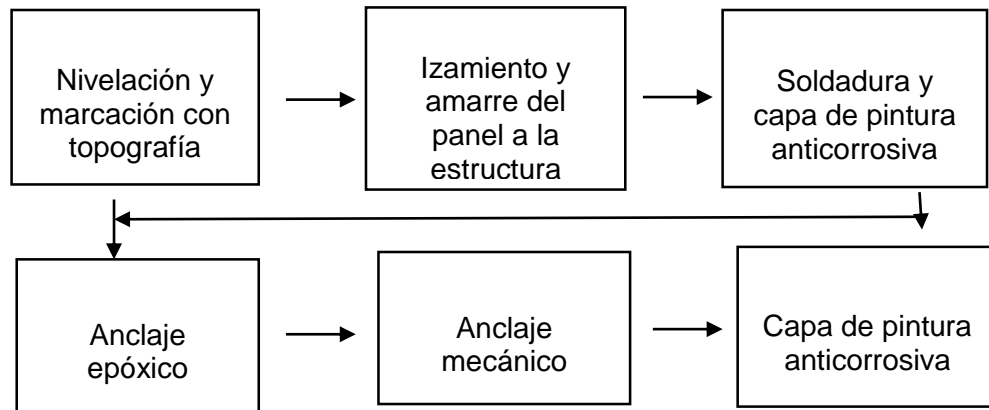 Nivelación y
marcación con
topografía
Izamiento y
amarre del
panel a la
estructura
Soldadura y
capa de pintura
anticorrosiva
Anclaje
epóxico
Anclaje
mecánico
Capa de pintura
anticorrosiva